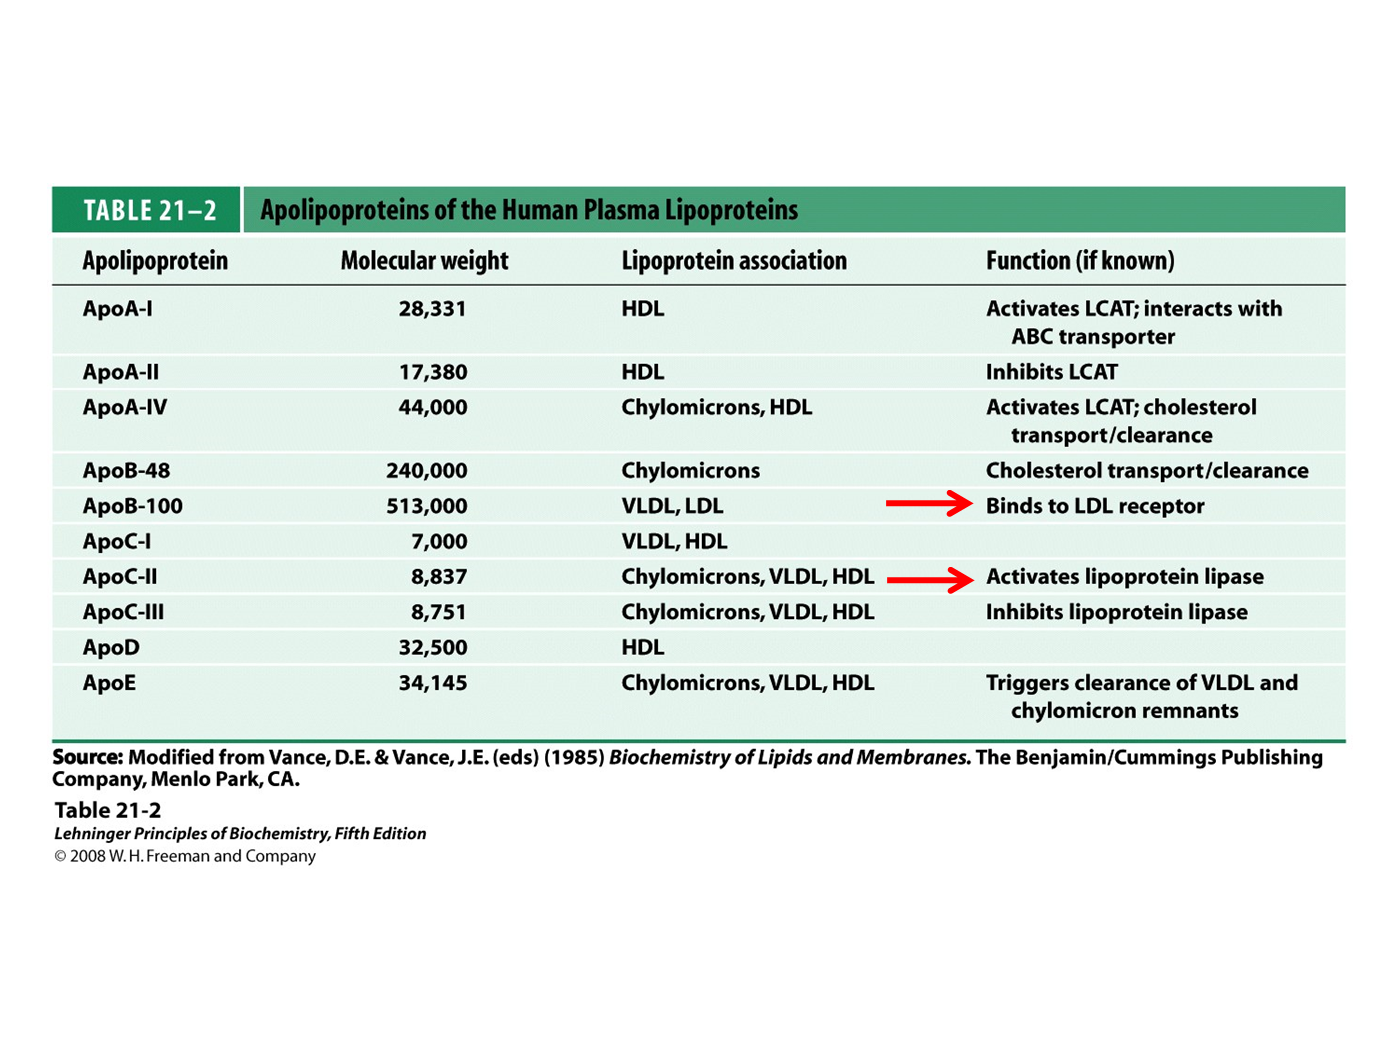 TABLE 21–2 Apolipoproteins of the Human Plasma Lipoproteins
Apolipoprotein Molecular weight Lipoprotein association Function (if known)
ApoA-I 28,331 HDL Activates LCAT; interacts with
ABC transporter
ApoA-II 17,380 HDL Inhibits LCAT
ApoA-IV 44,000 Chylomicrons, HDL Activates LCAT; cholesterol
transport/clearance
ApoB-48 240,000 Chylomicrons Cholesterol transport/clearance
ApoB-100 513,000 VLDL, LDL Binds to LDL receptor
ApoC-I 7,000 VLDL, HDL
ApoC-II 8,837 Chylomicrons, VLDL, HDL Activates lipoprotein lipase
ApoC-III 8,751 Chylomicrons, VLDL, HDL Inhibits lipoprotein lipase
ApoD 32,500 HDL
ApoE 34,145 Chylomicrons, VLDL, HDL Triggers clearance of VLDL and
chylomicron remnants
Source: Modified from Vance, D.E. & Vance, J.E. (eds) (1985) Biochemistry of Lipids and Membranes. The Benjamin/Cummings Publishing
Company, Menlo Park, CA.
Table 21-2
Lehninger Principles of Biochemistry, Fifth Edition
© 2008 W. H. Freeman and Company